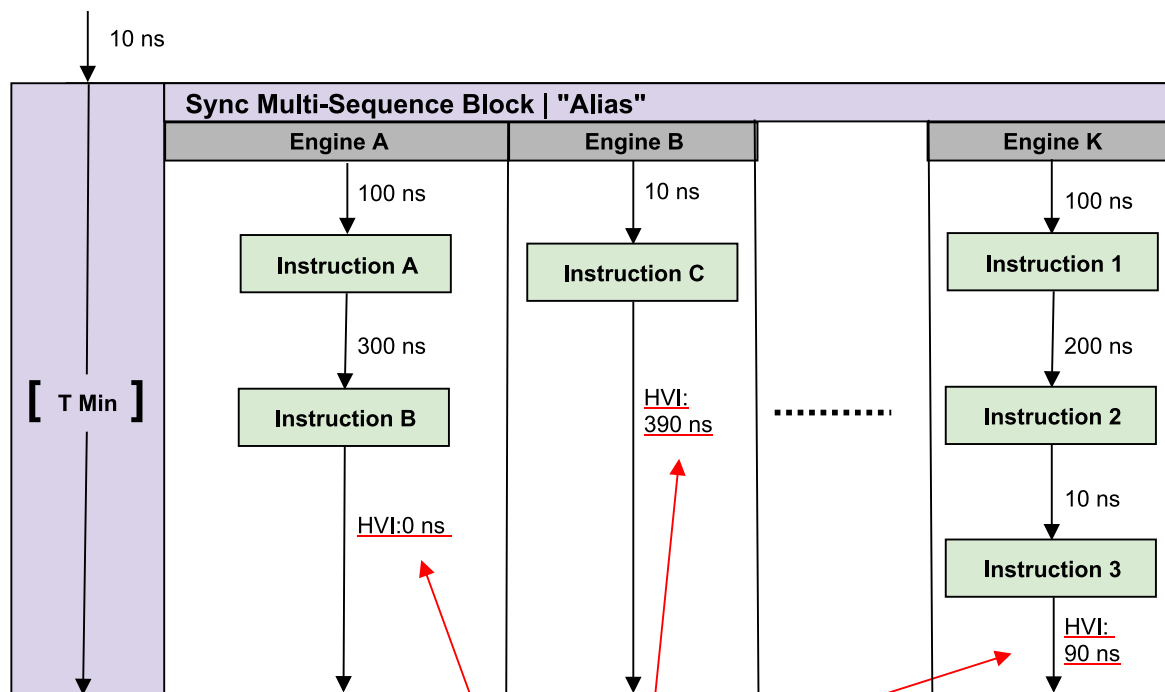 10 ns
Sync Multi-Sequence Block | "Alias"
Engine A
Engine B
Engine K
100 ns
10 ns
100 ns
Instruction A
Instruction C
Instruction 1
300 ns
200 ns
[ T Min ]
Instruction B
HVI:
390 ns
Instruction 2
10 ns
HVI:0 ns
Instruction 3
HVI:
90 ns